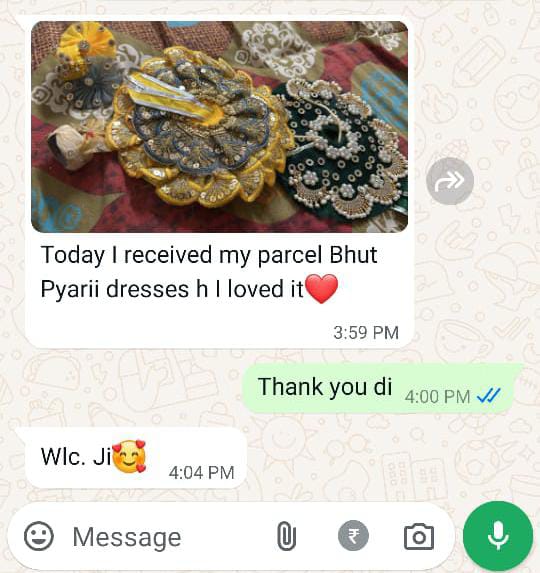 Today I received my parcel Bhut
Pyarii dresses h I loved it❤️
3:59 PM
Thank you di 4:00 PM
Wlc. Ji🥰 4:04 PM
Message ₹